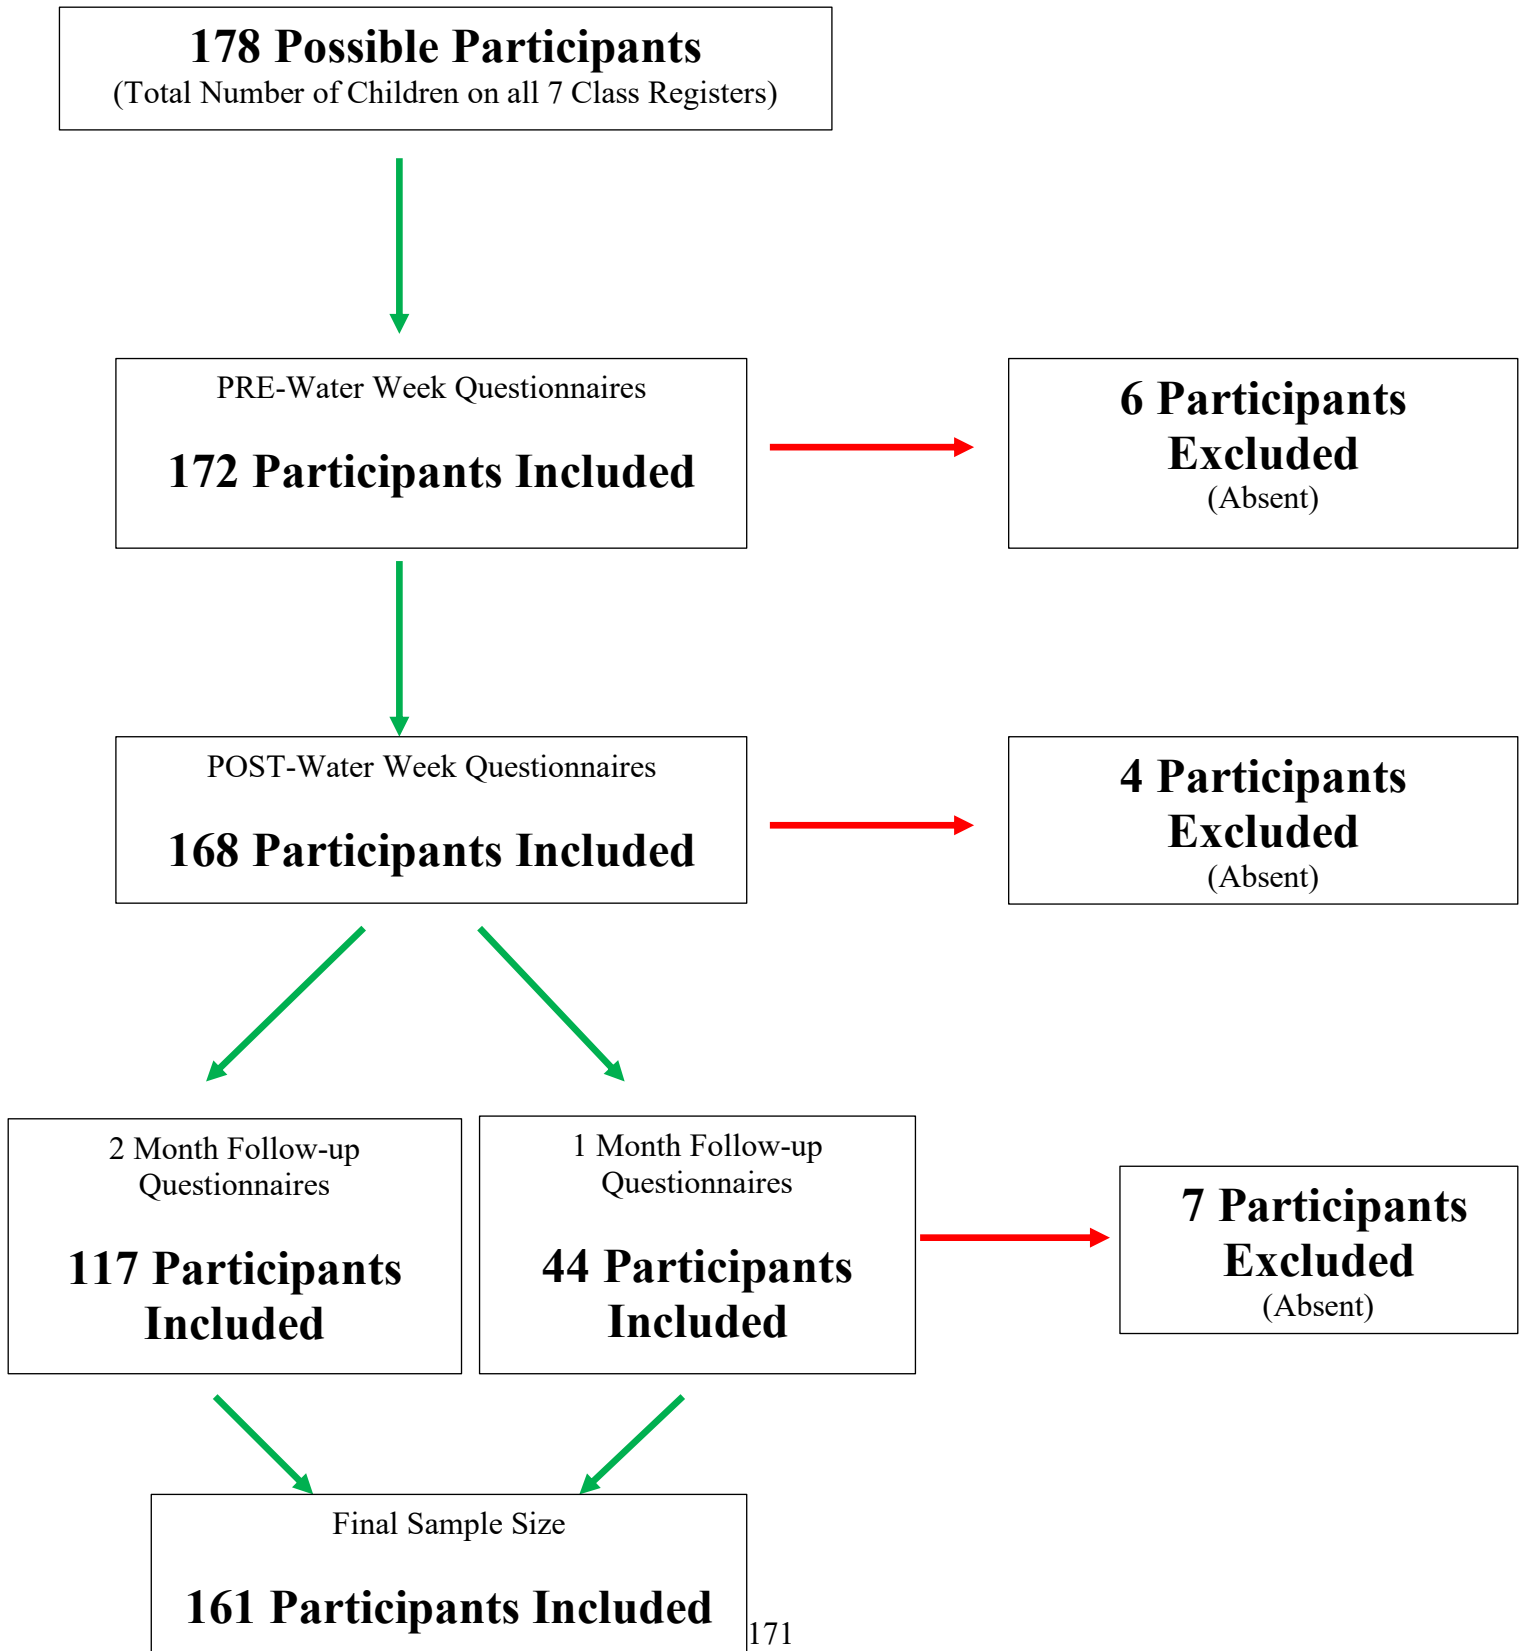 178 Possible Participants
(Total Number of Children on all 7 Class Registers)
PRE-Water Week Questionnaires
172 Participants Included
6 Participants
Excluded
(Absent)
POST-Water Week Questionnaires
168 Participants Included
4 Participants
Excluded
(Absent)
2 Month Follow-up
Questionnaires
117 Participants
Included
1 Month Follow-up
Questionnaires
44 Participants
Included
7 Participants
Excluded
(Absent)
Final Sample Size
161 Participants Included
171